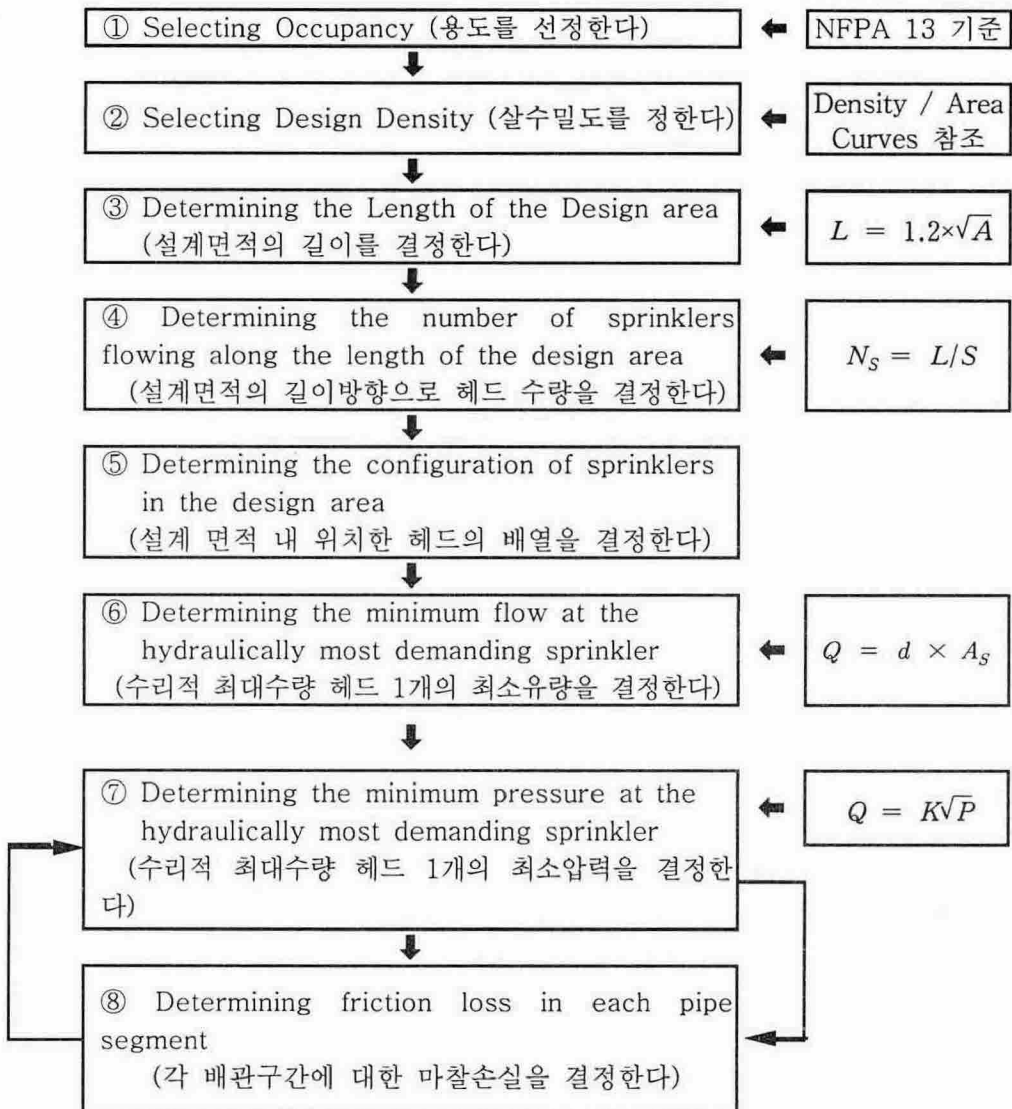 ① Selecting Occupancy (용도를 선정한다)
NFPA 13 기준
② Selecting Design Density (살수밀도를 정한다)
Density / Area
Curves 참조
③ Determining the Length of the Design area
(설계면적의 길이를 결정한다)
L = 1.2×√A
④ Determining the number of sprinklers
flowing along the length of the design area
(설계면적의 길이방향으로 헤드 수량을 결정한다)
N_S = L/S
⑤ Determining the configuration of sprinklers
in the design area
(설계 면적 내 위치한 헤드의 배열을 결정한다)
⑥ Determining the minimum flow at the
hydraulically most demanding sprinkler
(수리적 최대수량 헤드 1개의 최소유량을 결정한다)
Q = d × A_S
⑦ Determining the minimum pressure at the
hydraulically most demanding sprinkler
(수리적 최대수량 헤드 1개의 최소압력을 결정한
다)
Q = K√P
⑧ Determining friction loss in each pipe
segment
(각 배관구간에 대한 마찰손실을 결정한다)